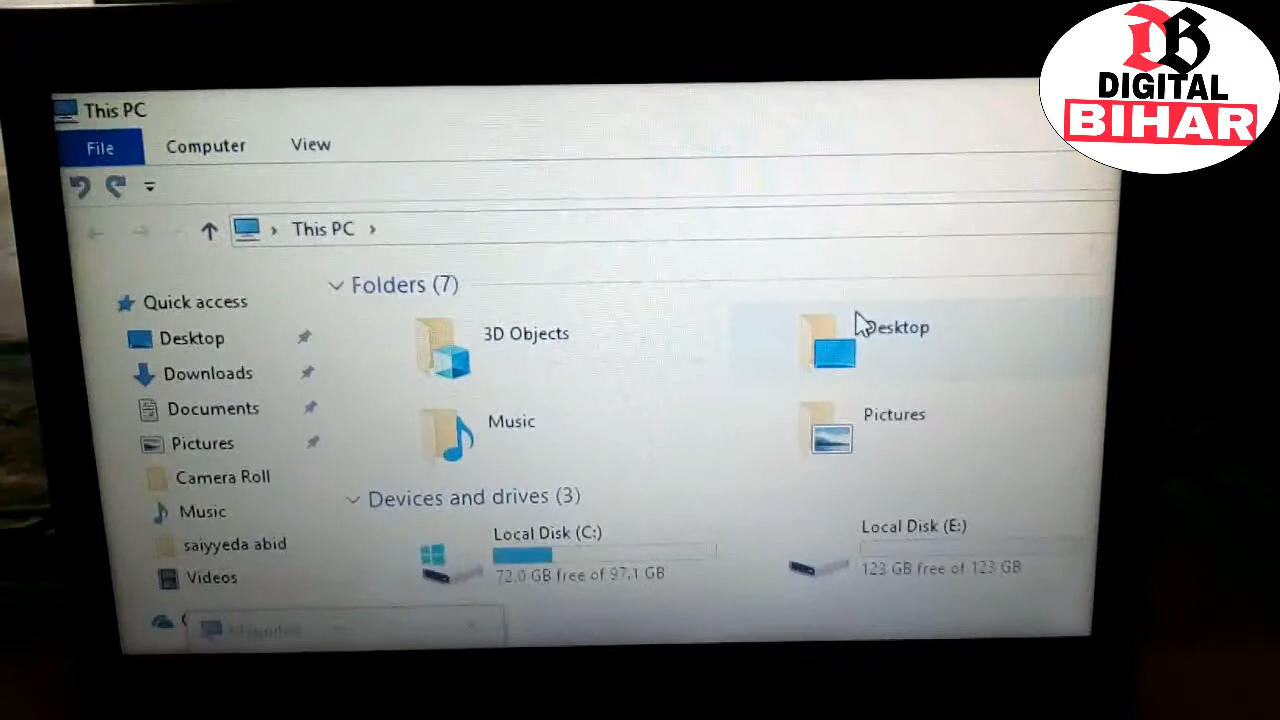 DB
DIGITAL
BIHAR
This PC
File
Computer
View
This PC
Quick access
Desktop
Downloads
Documents
Pictures
Camera Roll
Music
saiyyeda abid
Videos
Folders (7)
3D Objects
Desktop
Music
Pictures
Devices and drives (3)
Local Disk (C:)
72.0 GB free of 97.1 GB
Local Disk (E:)
123 GB free of 123 GB